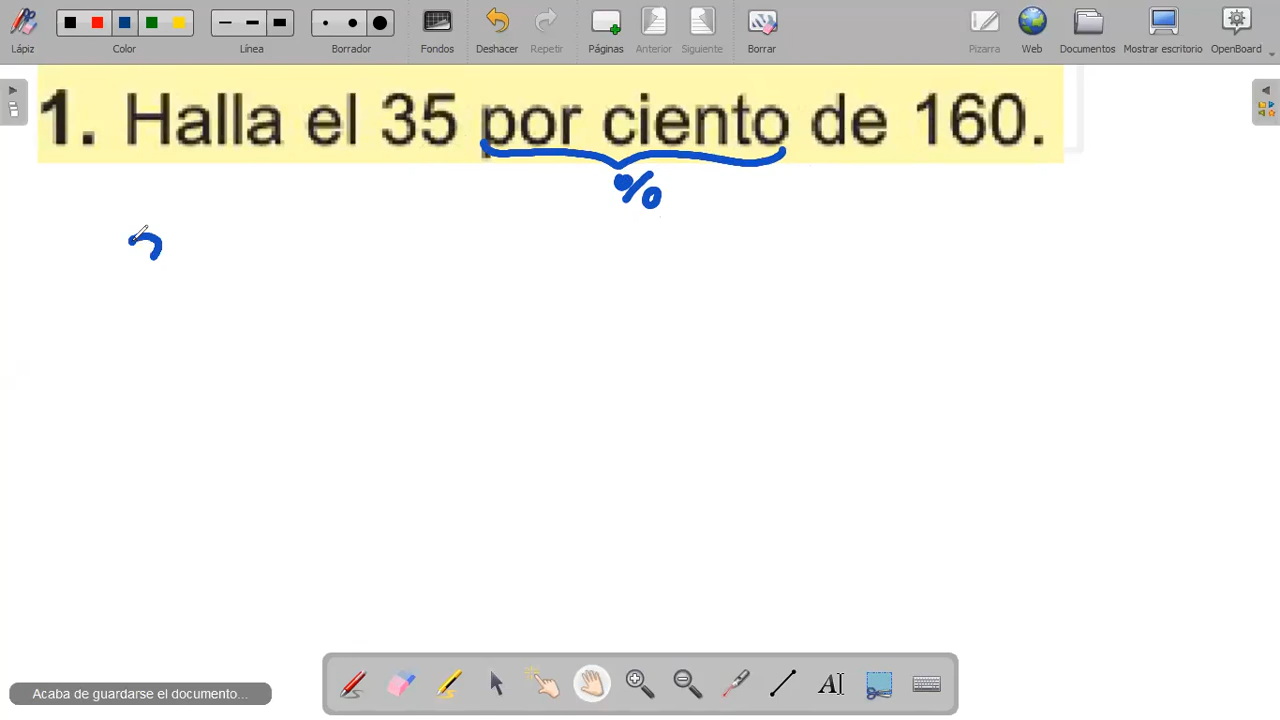 Lápiz Color Línea Borrador Fondos Deshacer Repetir Páginas Anterior Siguiente Borrar Pizarra Web Documentos Mostrar escritorio OpenBoard
1. Halla el 35 por ciento de 160.
%
Acaba de guardarse el documento...